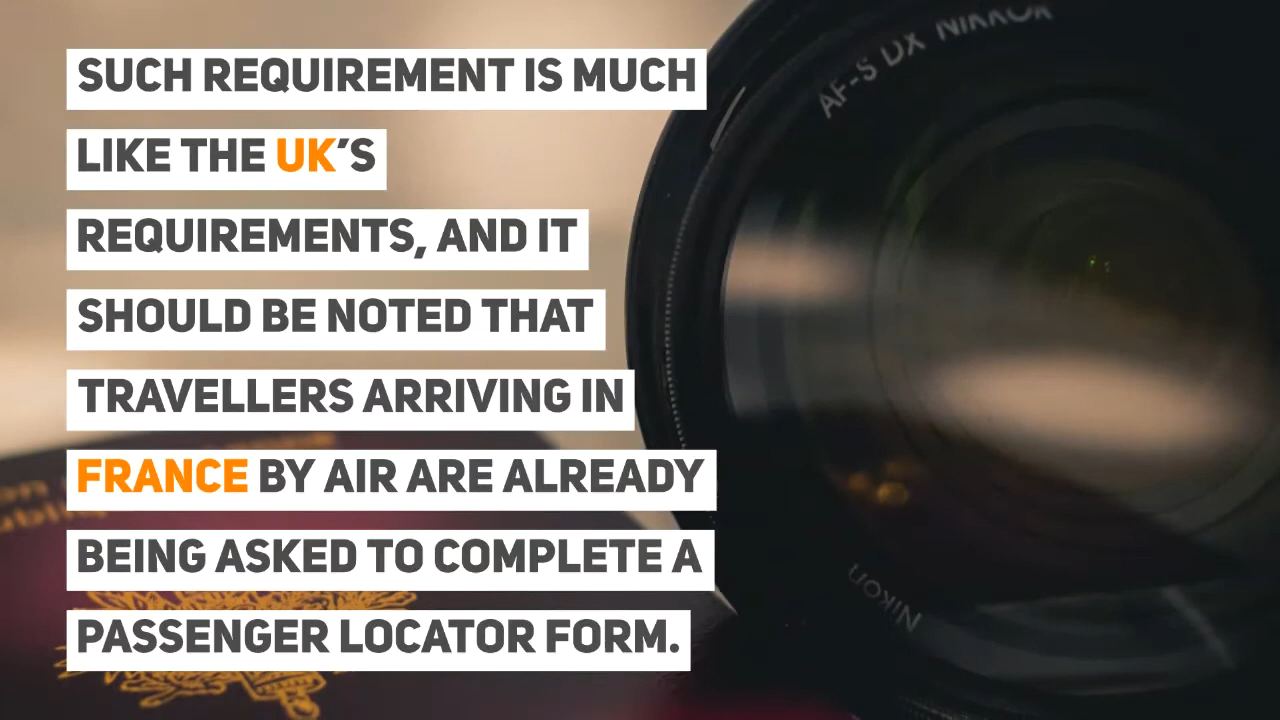 SUCH REQUIREMENT IS MUCH
LIKE THE UK'S
REQUIREMENTS, AND IT
SHOULD BE NOTED THAT
TRAVELLERS ARRIVING IN
FRANCE BY AIR ARE ALREADY
BEING ASKED TO COMPLETE A
PASSENGER LOCATOR FORM.
AF-S DX NIKKOR
Nikon